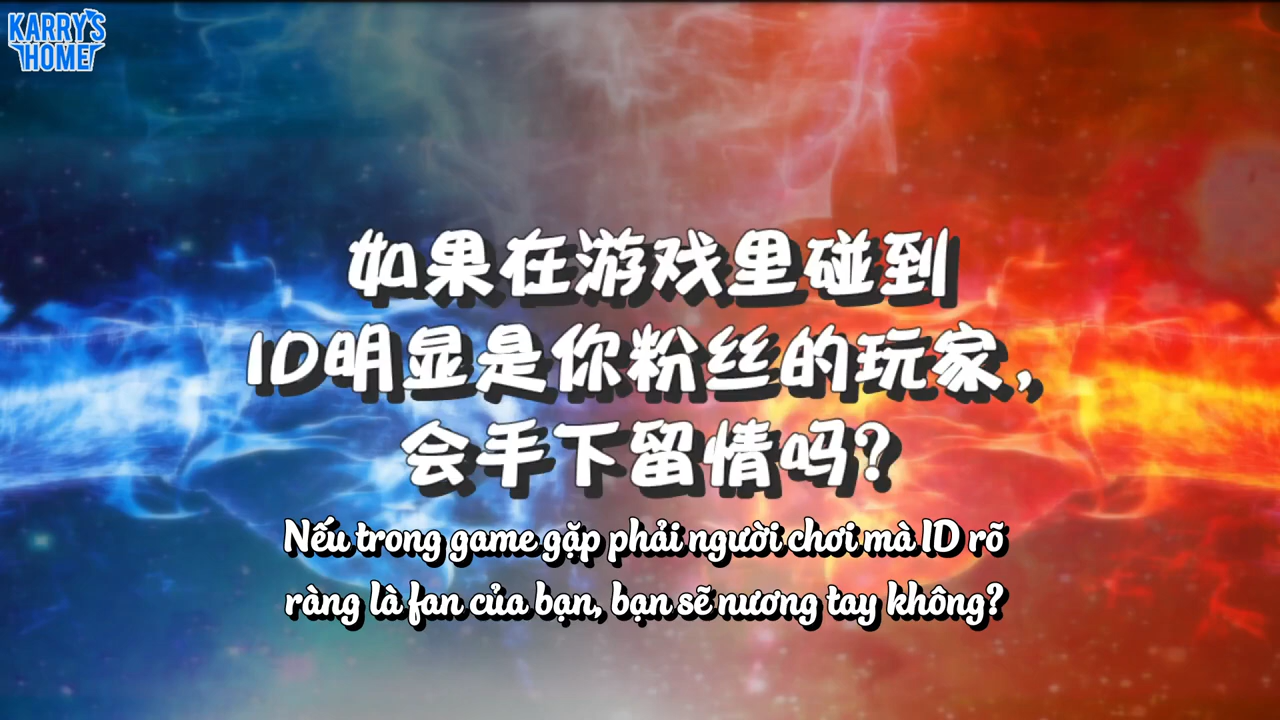 KARRY'S
HOME
如果在游戏里碰到
ID明显是你粉丝的玩家，
会手下留情吗？
Nếu trong game gặp phải người chơi mà ID rõ
ràng là fan của bạn, bạn sẽ nương tay không?